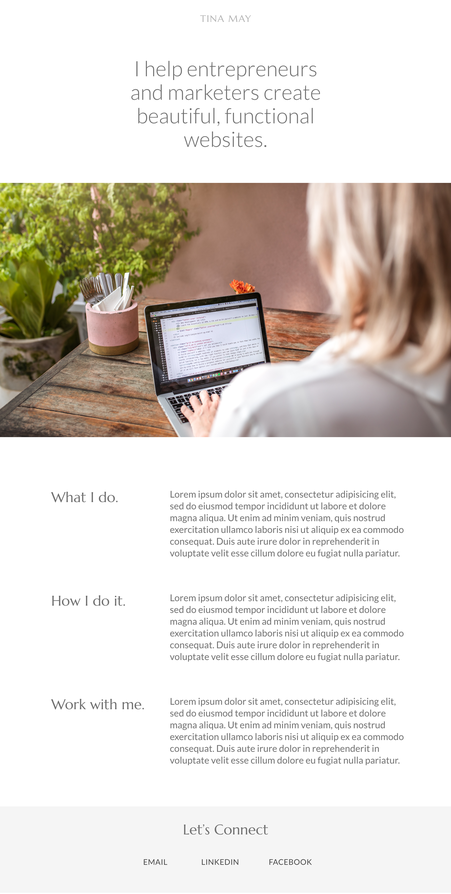 TINA MAY
I help entrepreneurs
and marketers create
beautiful, functional
websites.
What I do.
Lorem ipsum dolor sit amet, consectetur adipisicing elit,
sed do eiusmod tempor incididunt ut labore et dolore
magna aliqua. Ut enim ad minim veniam, quis nostrud
exercitation ullamco laboris nisi ut aliquip ex ea commodo
consequat. Duis aute irure dolor in reprehenderit in
voluptate velit esse cillum dolore eu fugiat nulla pariatur.
How I do it.
Lorem ipsum dolor sit amet, consectetur adipisicing elit,
sed do eiusmod tempor incididunt ut labore et dolore
magna aliqua. Ut enim ad minim veniam, quis nostrud
exercitation ullamco laboris nisi ut aliquip ex ea commodo
consequat. Duis aute irure dolor in reprehenderit in
voluptate velit esse cillum dolore eu fugiat nulla pariatur.
Work with me.
Lorem ipsum dolor sit amet, consectetur adipisicing elit,
sed do eiusmod tempor incididunt ut labore et dolore
magna aliqua. Ut enim ad minim veniam, quis nostrud
exercitation ullamco laboris nisi ut aliquip ex ea commodo
consequat. Duis aute irure dolor in reprehenderit in
voluptate velit esse cillum dolore eu fugiat nulla pariatur.
Let's Connect
EMAIL LINKEDIN FACEBOOK